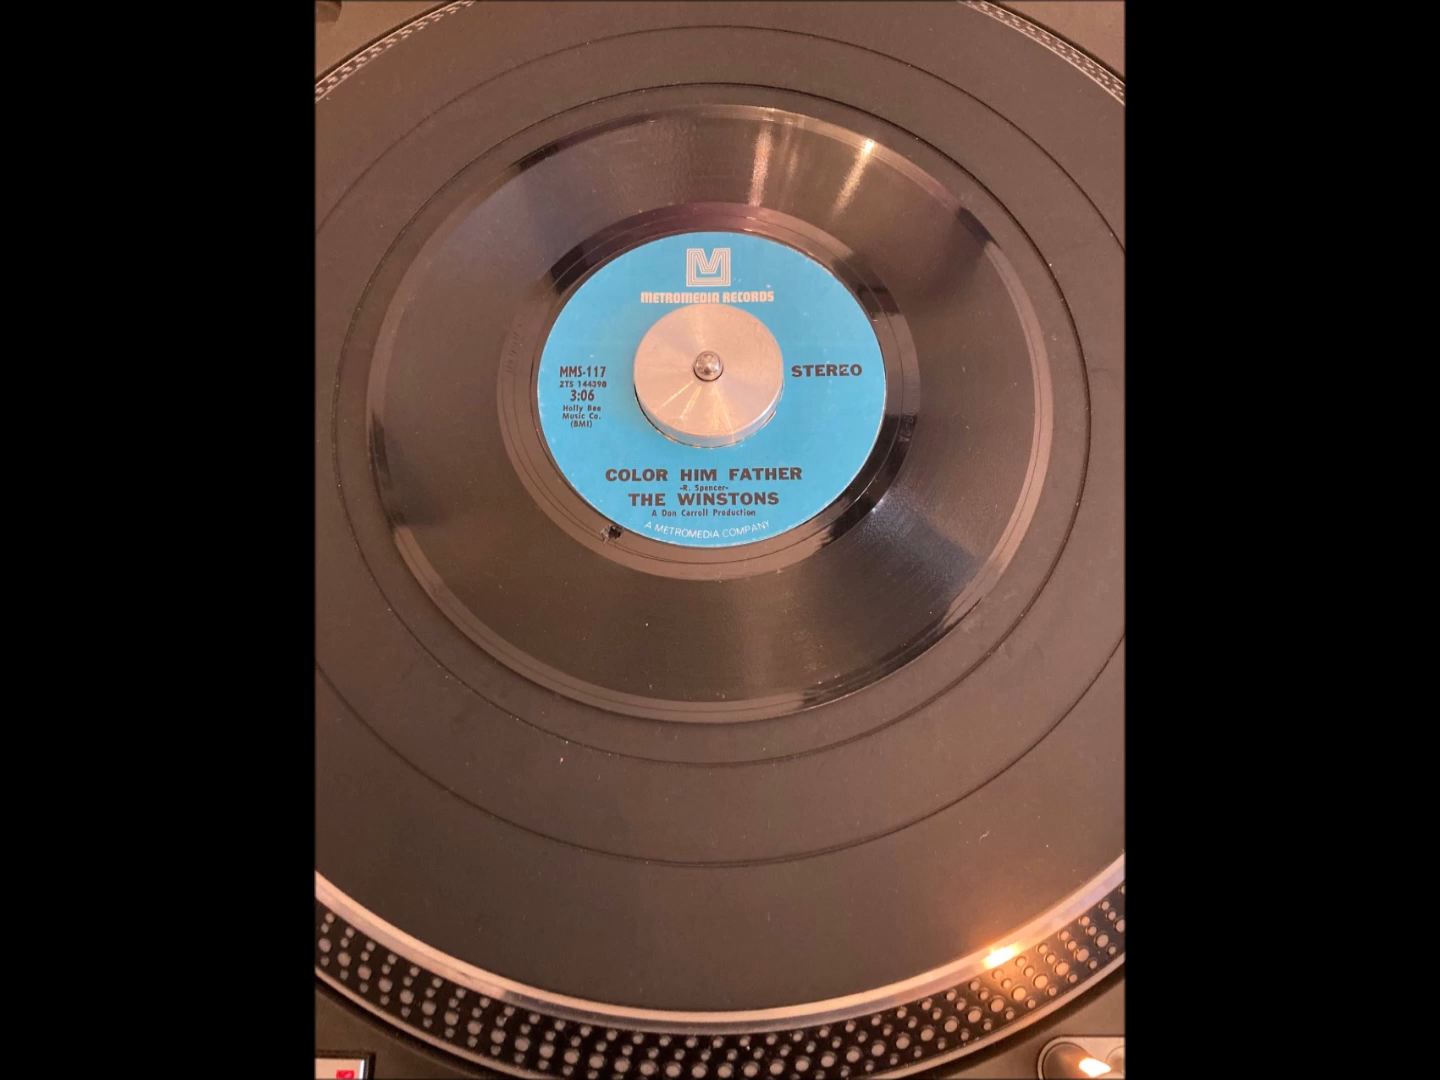 M
METROMEDIA RECORDS
MMS-117
ZTS 144398
3:06
Holly Bee
Music Co.
(BMI)
STEREO
COLOR HIM FATHER
-R. Spencer-
THE WINSTONS
A Don Carroll Production
A METROMEDIA COMPANY